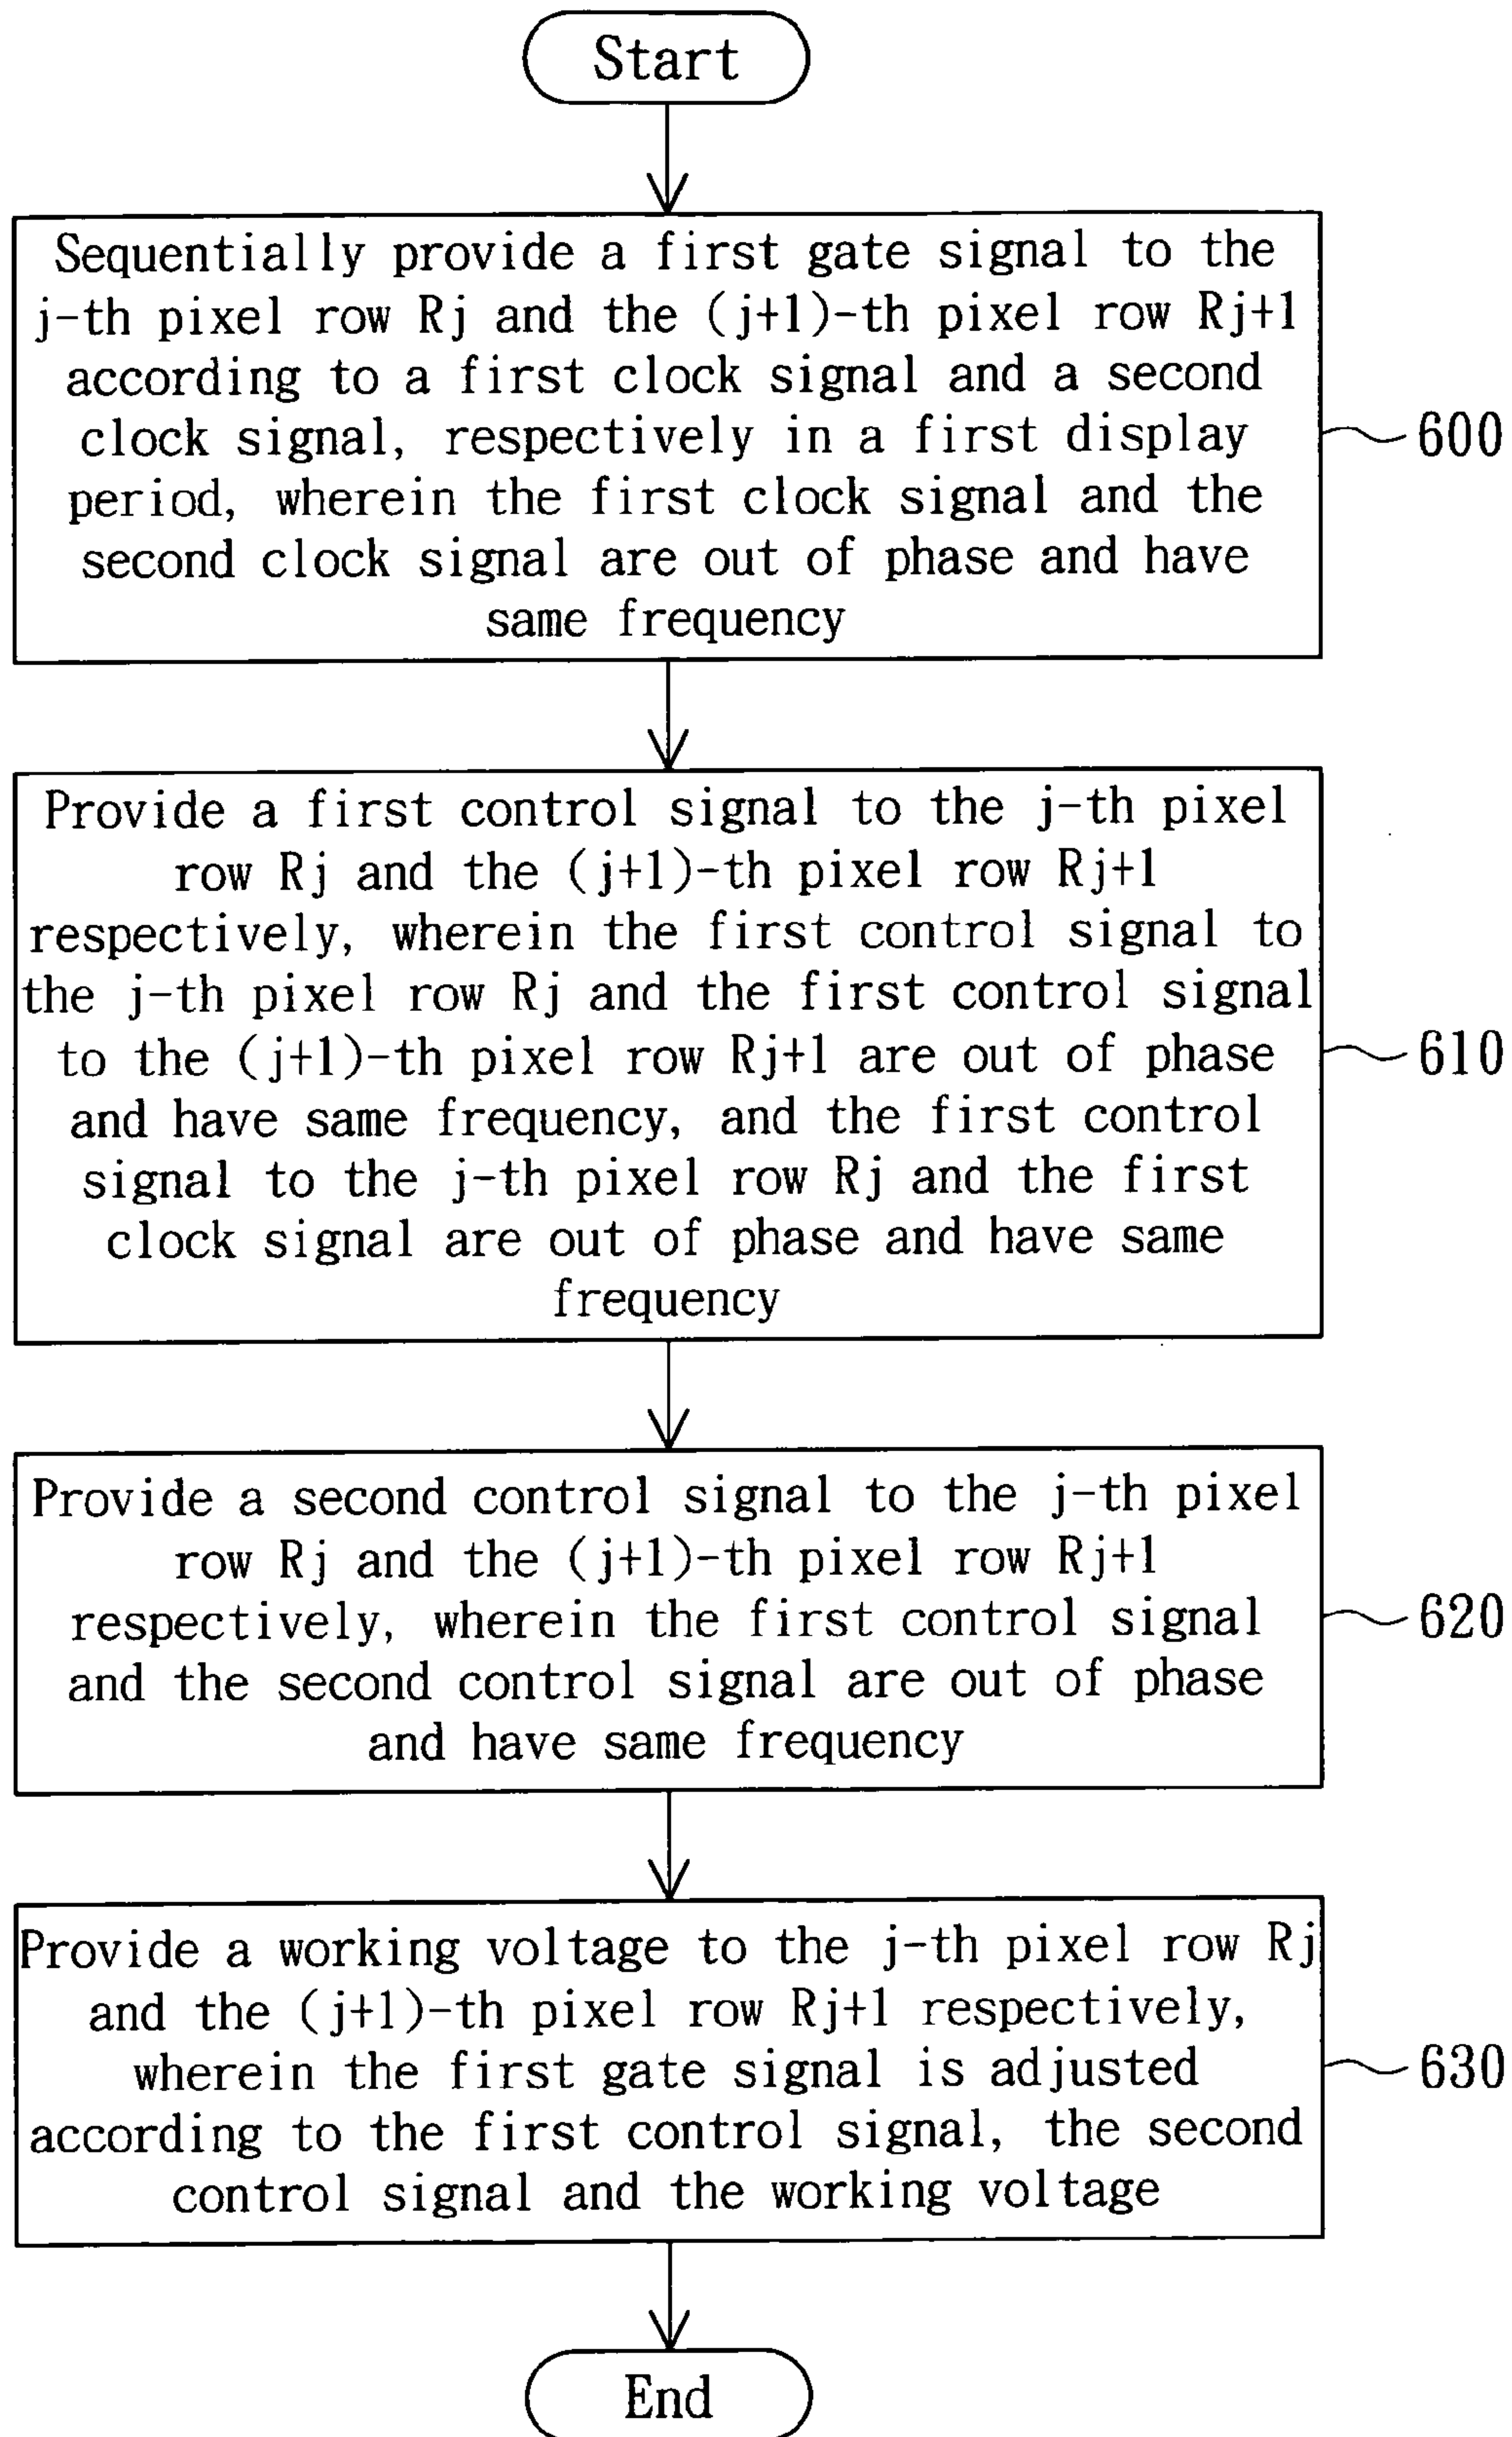 Start
Sequentially provide a first gate signal to the
j-th pixel row Rj and the (j+1)-th pixel row Rj+1
according to a first clock signal and a second
clock signal, respectively in a first display
period, wherein the first clock signal and the
second clock signal are out of phase and have
same frequency
600
Provide a first control signal to the j-th pixel
row Rj and the (j+1)-th pixel row Rj+1
respectively, wherein the first control signal to
the j-th pixel row Rj and the first control signal
to the (j+1)-th pixel row Rj+1 are out of phase
and have same frequency, and the first control
signal to the j-th pixel row Rj and the first
clock signal are out of phase and have same
frequency
610
Provide a second control signal to the j-th pixel
row Rj and the (j+1)-th pixel row Rj+1
respectively, wherein the first control signal
and the second control signal are out of phase
and have same frequency
620
Provide a working voltage to the j-th pixel row Rj
and the (j+1)-th pixel row Rj+1 respectively,
wherein the first gate signal is adjusted
according to the first control signal, the second
control signal and the working voltage
630
End